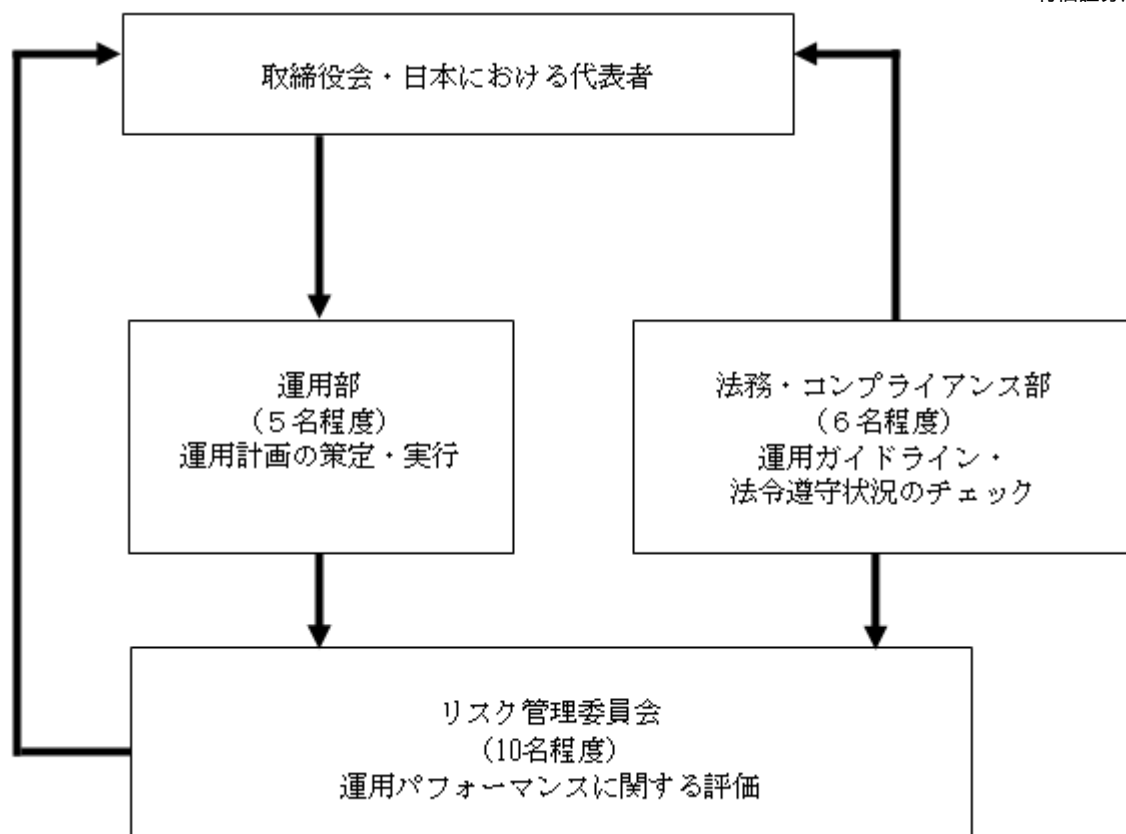 取締役会・日本における代表者
運用部
(5名程度)
運用計画の策定・実行
法務・コンプライアンス部
(6名程度)
運用ガイドライン・
法令遵守状況のチェック
リスク管理委員会
(10名程度)
運用パフォーマンスに関する評価